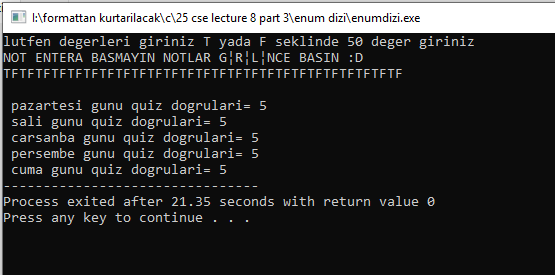 I:\formattan kurtarilacak\c\25 cse lecture 8 part 3\enum dizi\enumdizi.exe
lutfen degerleri giriniz T yada F seklinde 50 deger giriniz
NOT ENTERA BASMAYIN NOTLAR G¦R¦L¦NCE BASIN :D
TFTFTFTFTFTFTFTFTFTFTFTFTFTFTFTFTFTFTFTFTFTFTFTFTF
pazartesi gunu quiz dogrulari= 5
sali gunu quiz dogrulari= 5
carsanba gunu quiz dogrulari= 5
persembe gunu quiz dogrulari= 5
cuma gunu quiz dogrulari= 5
--------------------------------
Process exited after 21.35 seconds with return value 0
Press any key to continue . . .